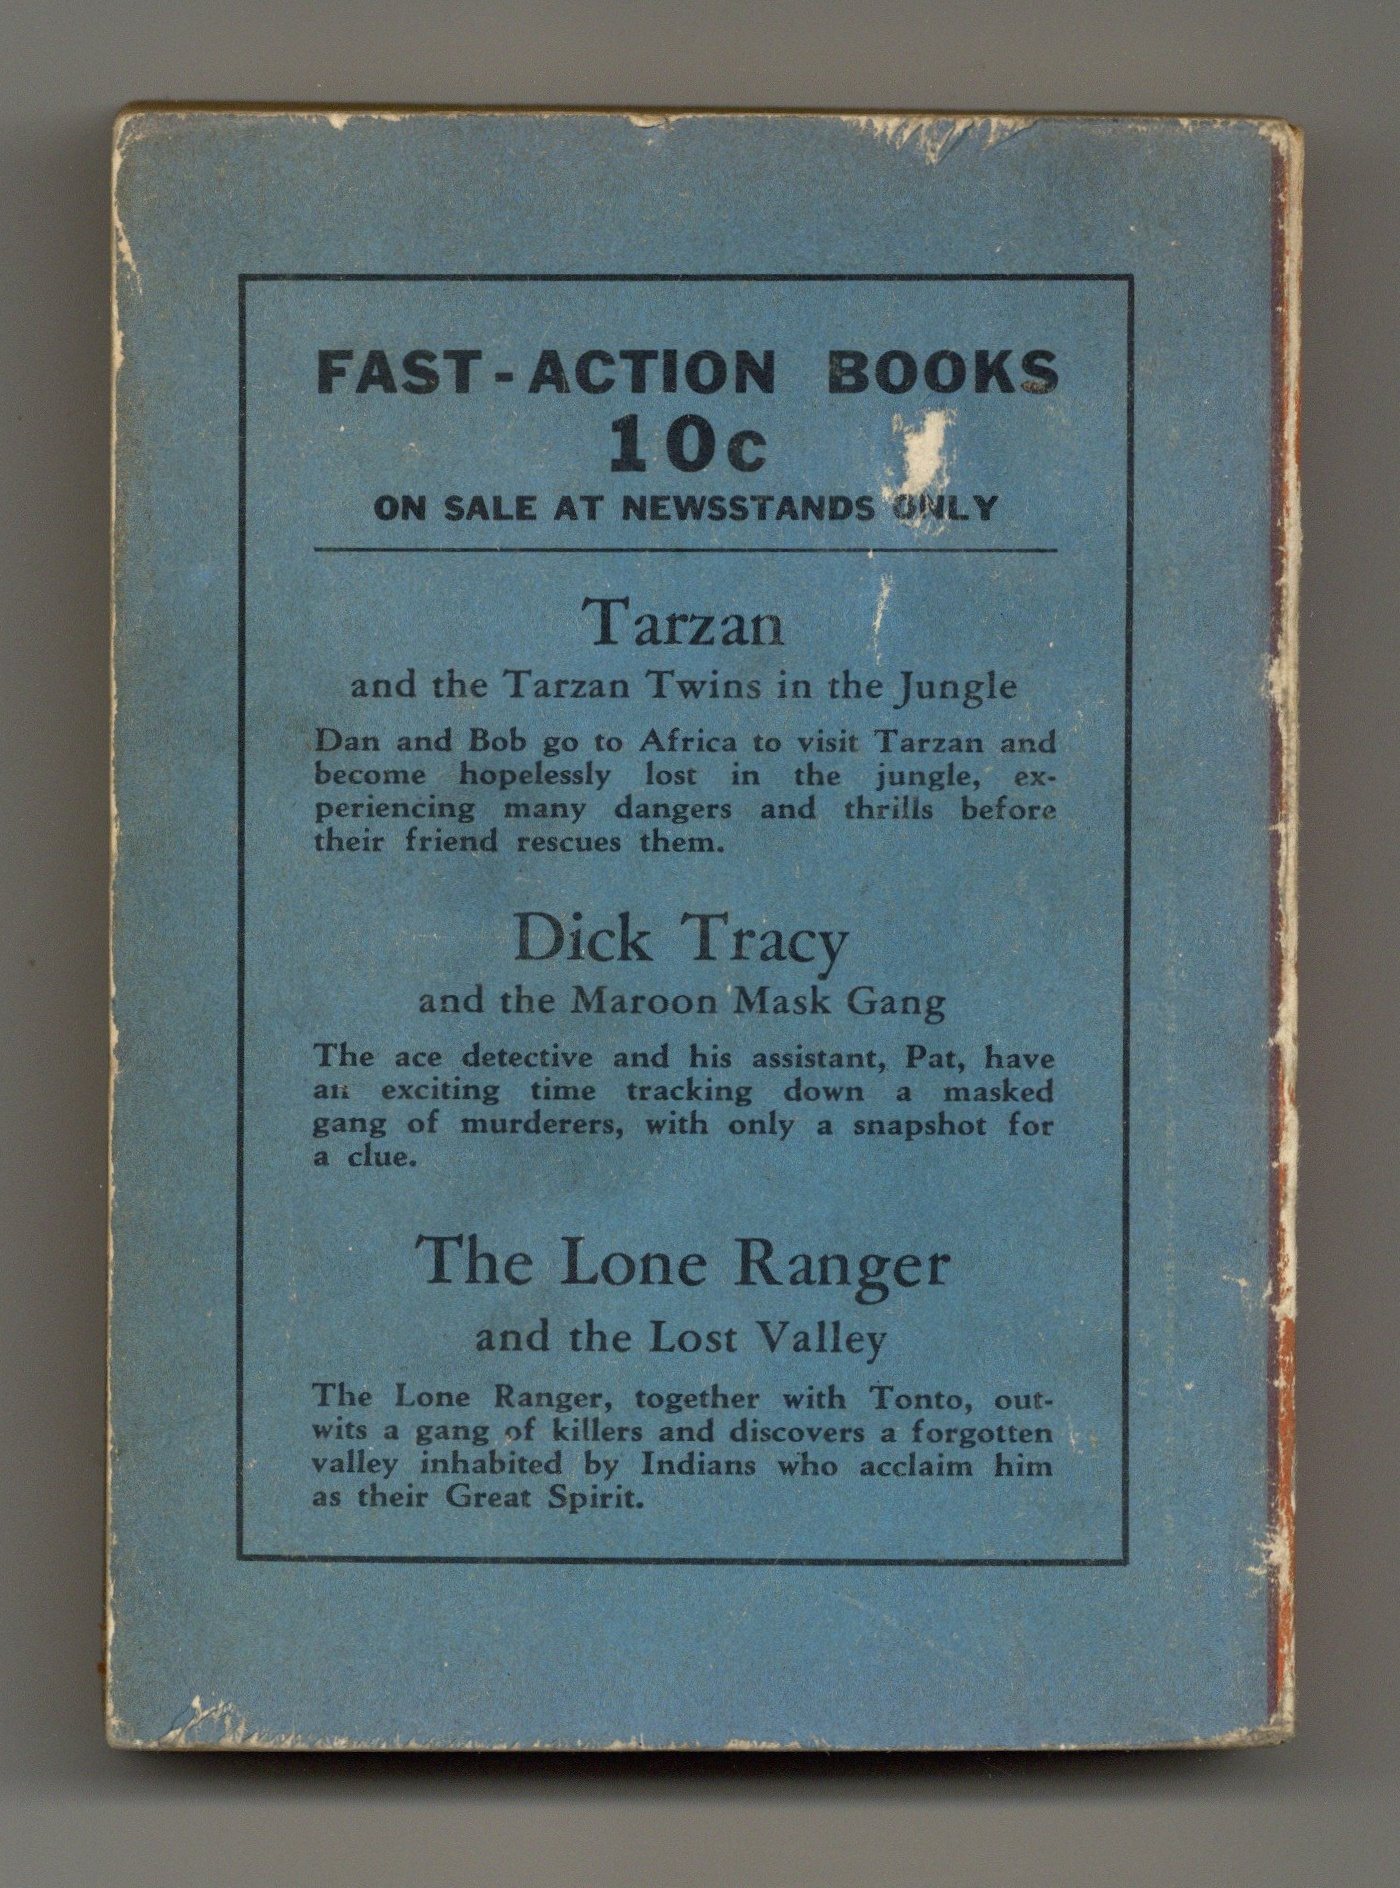 FAST-ACTION BOOKS
10c
ON SALE AT NEWSSTANDS ONLY
Tarzan
and the Tarzan Twins in the Jungle
Dan and Bob go to Africa to visit Tarzan and
become hopelessly lost in the jungle, ex-
periencing many dangers and thrills before
their friend rescues them.
Dick Tracy
and the Maroon Mask Gang
The ace detective and his assistant, Pat, have
an exciting time tracking down a masked
gang of murderers, with only a snapshot for
a clue.
The Lone Ranger
and the Lost Valley
The Lone Ranger, together with Tonto, out-
wits a gang of killers and discovers a forgotten
valley inhabited by Indians who acclaim him
as their Great Spirit.